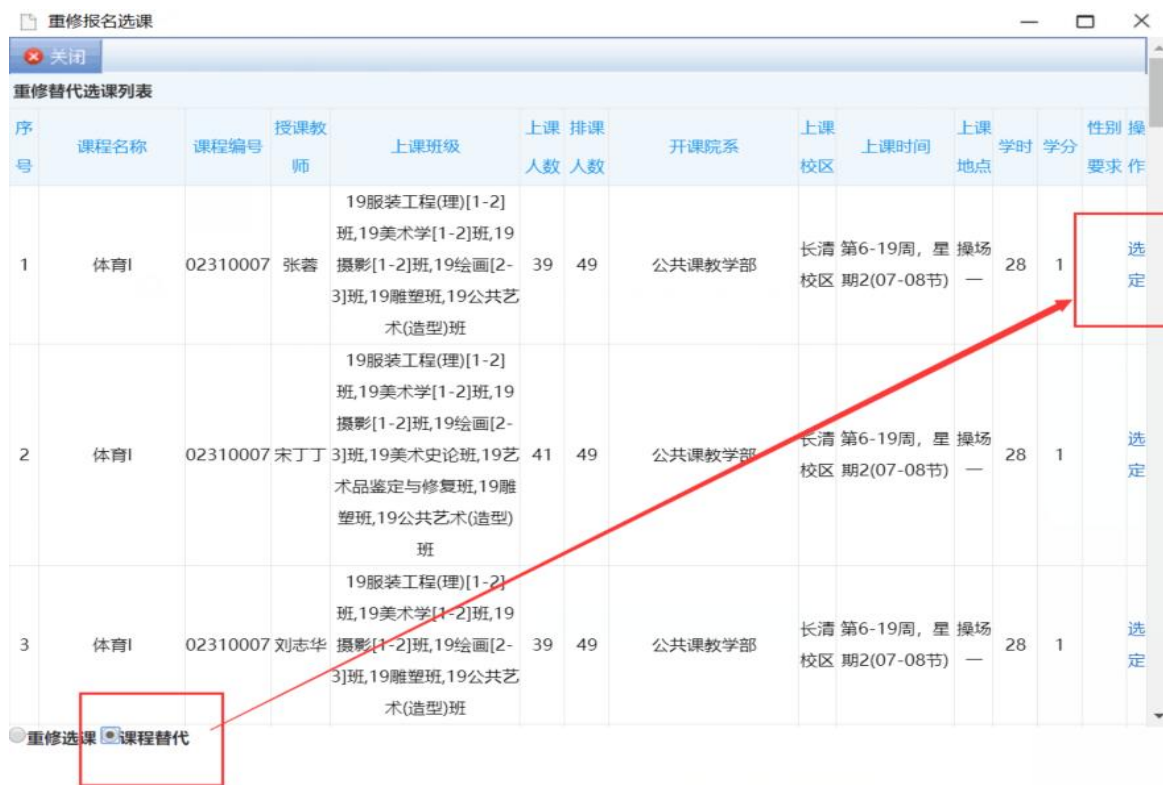 重修报名选课
关闭
重修替代选课列表
序号 课程名称 课程编号 授课教师 上课班级 上课人数 排课人数 开课院系 上课校区 上课时间 上课地点 学时 学分 性别要求 操作
19服装工程(理)[1-2]
班,19美术学[1-2]班,19
1 体育I 02310007 张蓉 摄影[1-2]班,19绘画[2- 39 49 公共课教学部 长清校区 第6-19周, 星期2(07-08节) 操场一 28 1 选定
3]班,19雕塑班,19公共艺
术(造型)班
19服装工程(理)[1-2]
班,19美术学[1-2]班,19
摄影[1-2]班,19绘画[2-
2 体育I 02310007 宋丁丁 3]班,19美术史论班,19艺 41 49 公共课教学部 长清校区 第6-19周, 星期2(07-08节) 操场一 28 1 选定
术品鉴定与修复班,19雕
塑班,19公共艺术(造型)
班
19服装工程(理)[1-2]
班,19美术学[1-2]班,19
3 体育I 02310007 刘志华 摄影[1-2]班,19绘画[2- 39 49 公共课教学部 长清校区 第6-19周, 星期2(07-08节) 操场一 28 1 选定
3]班,19雕塑班,19公共艺
术(造型)班
重修选课 课程替代